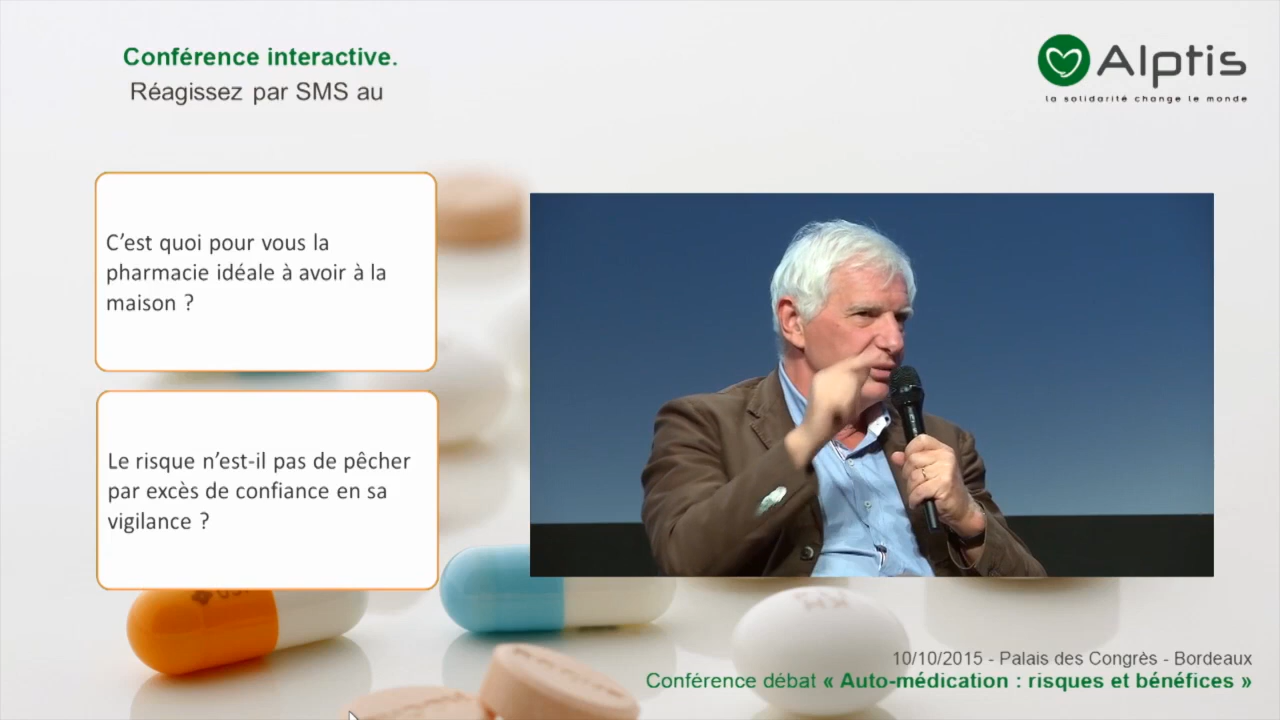 Conférence interactive.
Réagissez par SMS au
Alptis
la solidarité change le monde
C'est quoi pour vous la
pharmacie idéale à avoir à la
maison ?
Le risque n'est-il pas de pêcher
par excès de confiance en sa
vigilance ?
10/10/2015 - Palais des Congrès - Bordeaux
Conférence débat « Auto-médication : risques et bénéfices »